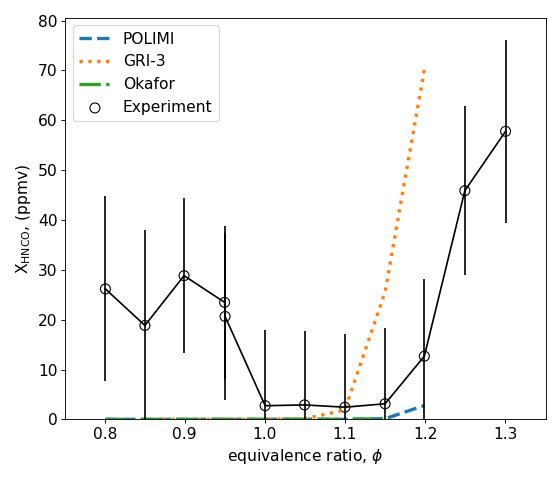 80
70
60
50
40
30
20
10
0
X_HNCO, (ppmv)
POLIMI
GRI-3
Okafor
Experiment
0.8 0.9 1.0 1.1 1.2 1.3
equivalence ratio, ϕ